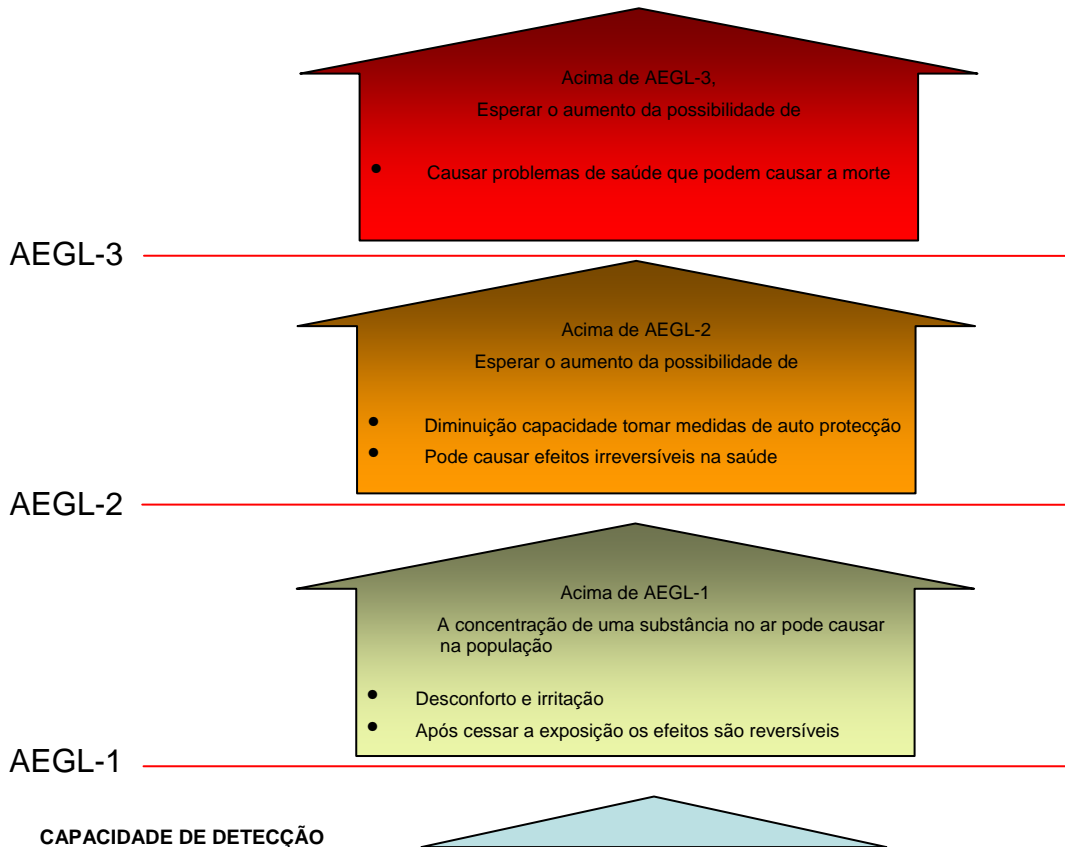 Acima de AEGL-3,
Esperar o aumento da possibilidade de
• Causar problemas de saúde que podem causar a morte
AEGL-3
Acima de AEGL-2
Esperar o aumento da possibilidade de
• Diminuição capacidade tomar medidas de auto protecção
• Pode causar efeitos irreversíveis na saúde
AEGL-2
Acima de AEGL-1
A concentração de uma substância no ar pode causar
na população
• Desconforto e irritação
• Após cessar a exposição os efeitos são reversíveis
AEGL-1
CAPACIDADE DE DETECÇÃO